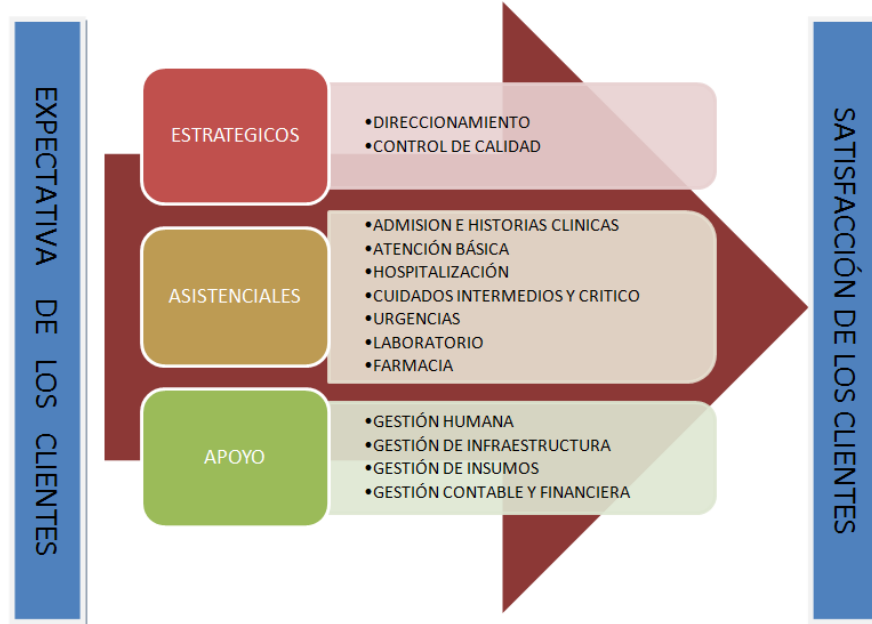 EXPECTATIVA DE LOS CLIENTES
ESTRATEGICOS
•DIRECCIONAMIENTO
•CONTROL DE CALIDAD
ASISTENCIALES
•ADMISION E HISTORIAS CLINICAS
•ATENCIÓN BÁSICA
•HOSPITALIZACIÓN
•CUIDADOS INTERMEDIOS Y CRITICO
•URGENCIAS
•LABORATORIO
•FARMACIA
APOYO
•GESTIÓN HUMANA
•GESTIÓN DE INFRAESTRUCTURA
•GESTIÓN DE INSUMOS
•GESTIÓN CONTABLE Y FINANCIERA
SATISFACCIÓN DE LOS CLIENTES